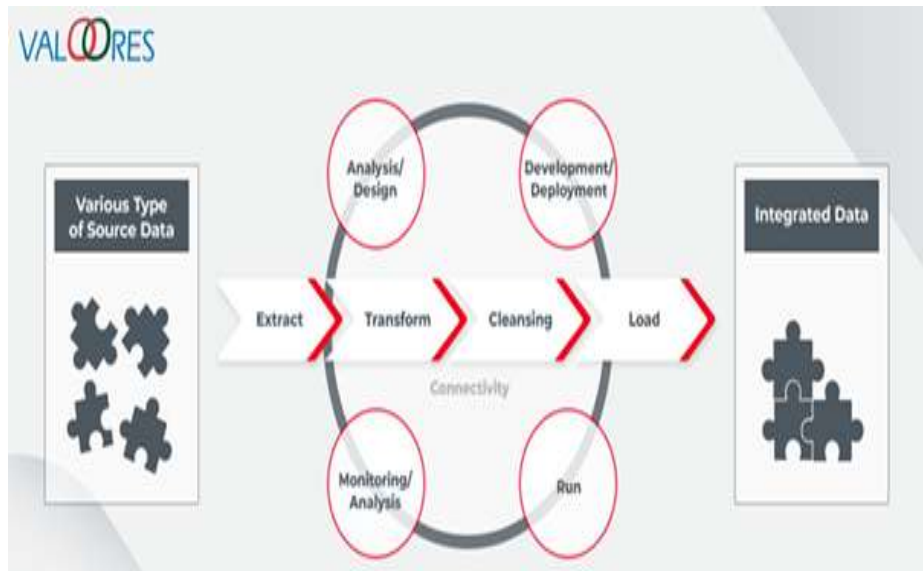 VALOORES
Various Type
of Source Data
Analysis/
Design
Development/
Deployment
Integrated Data
Extract
Transform
Cleansing
Load
Connectivity
Monitoring/
Analysis
Run